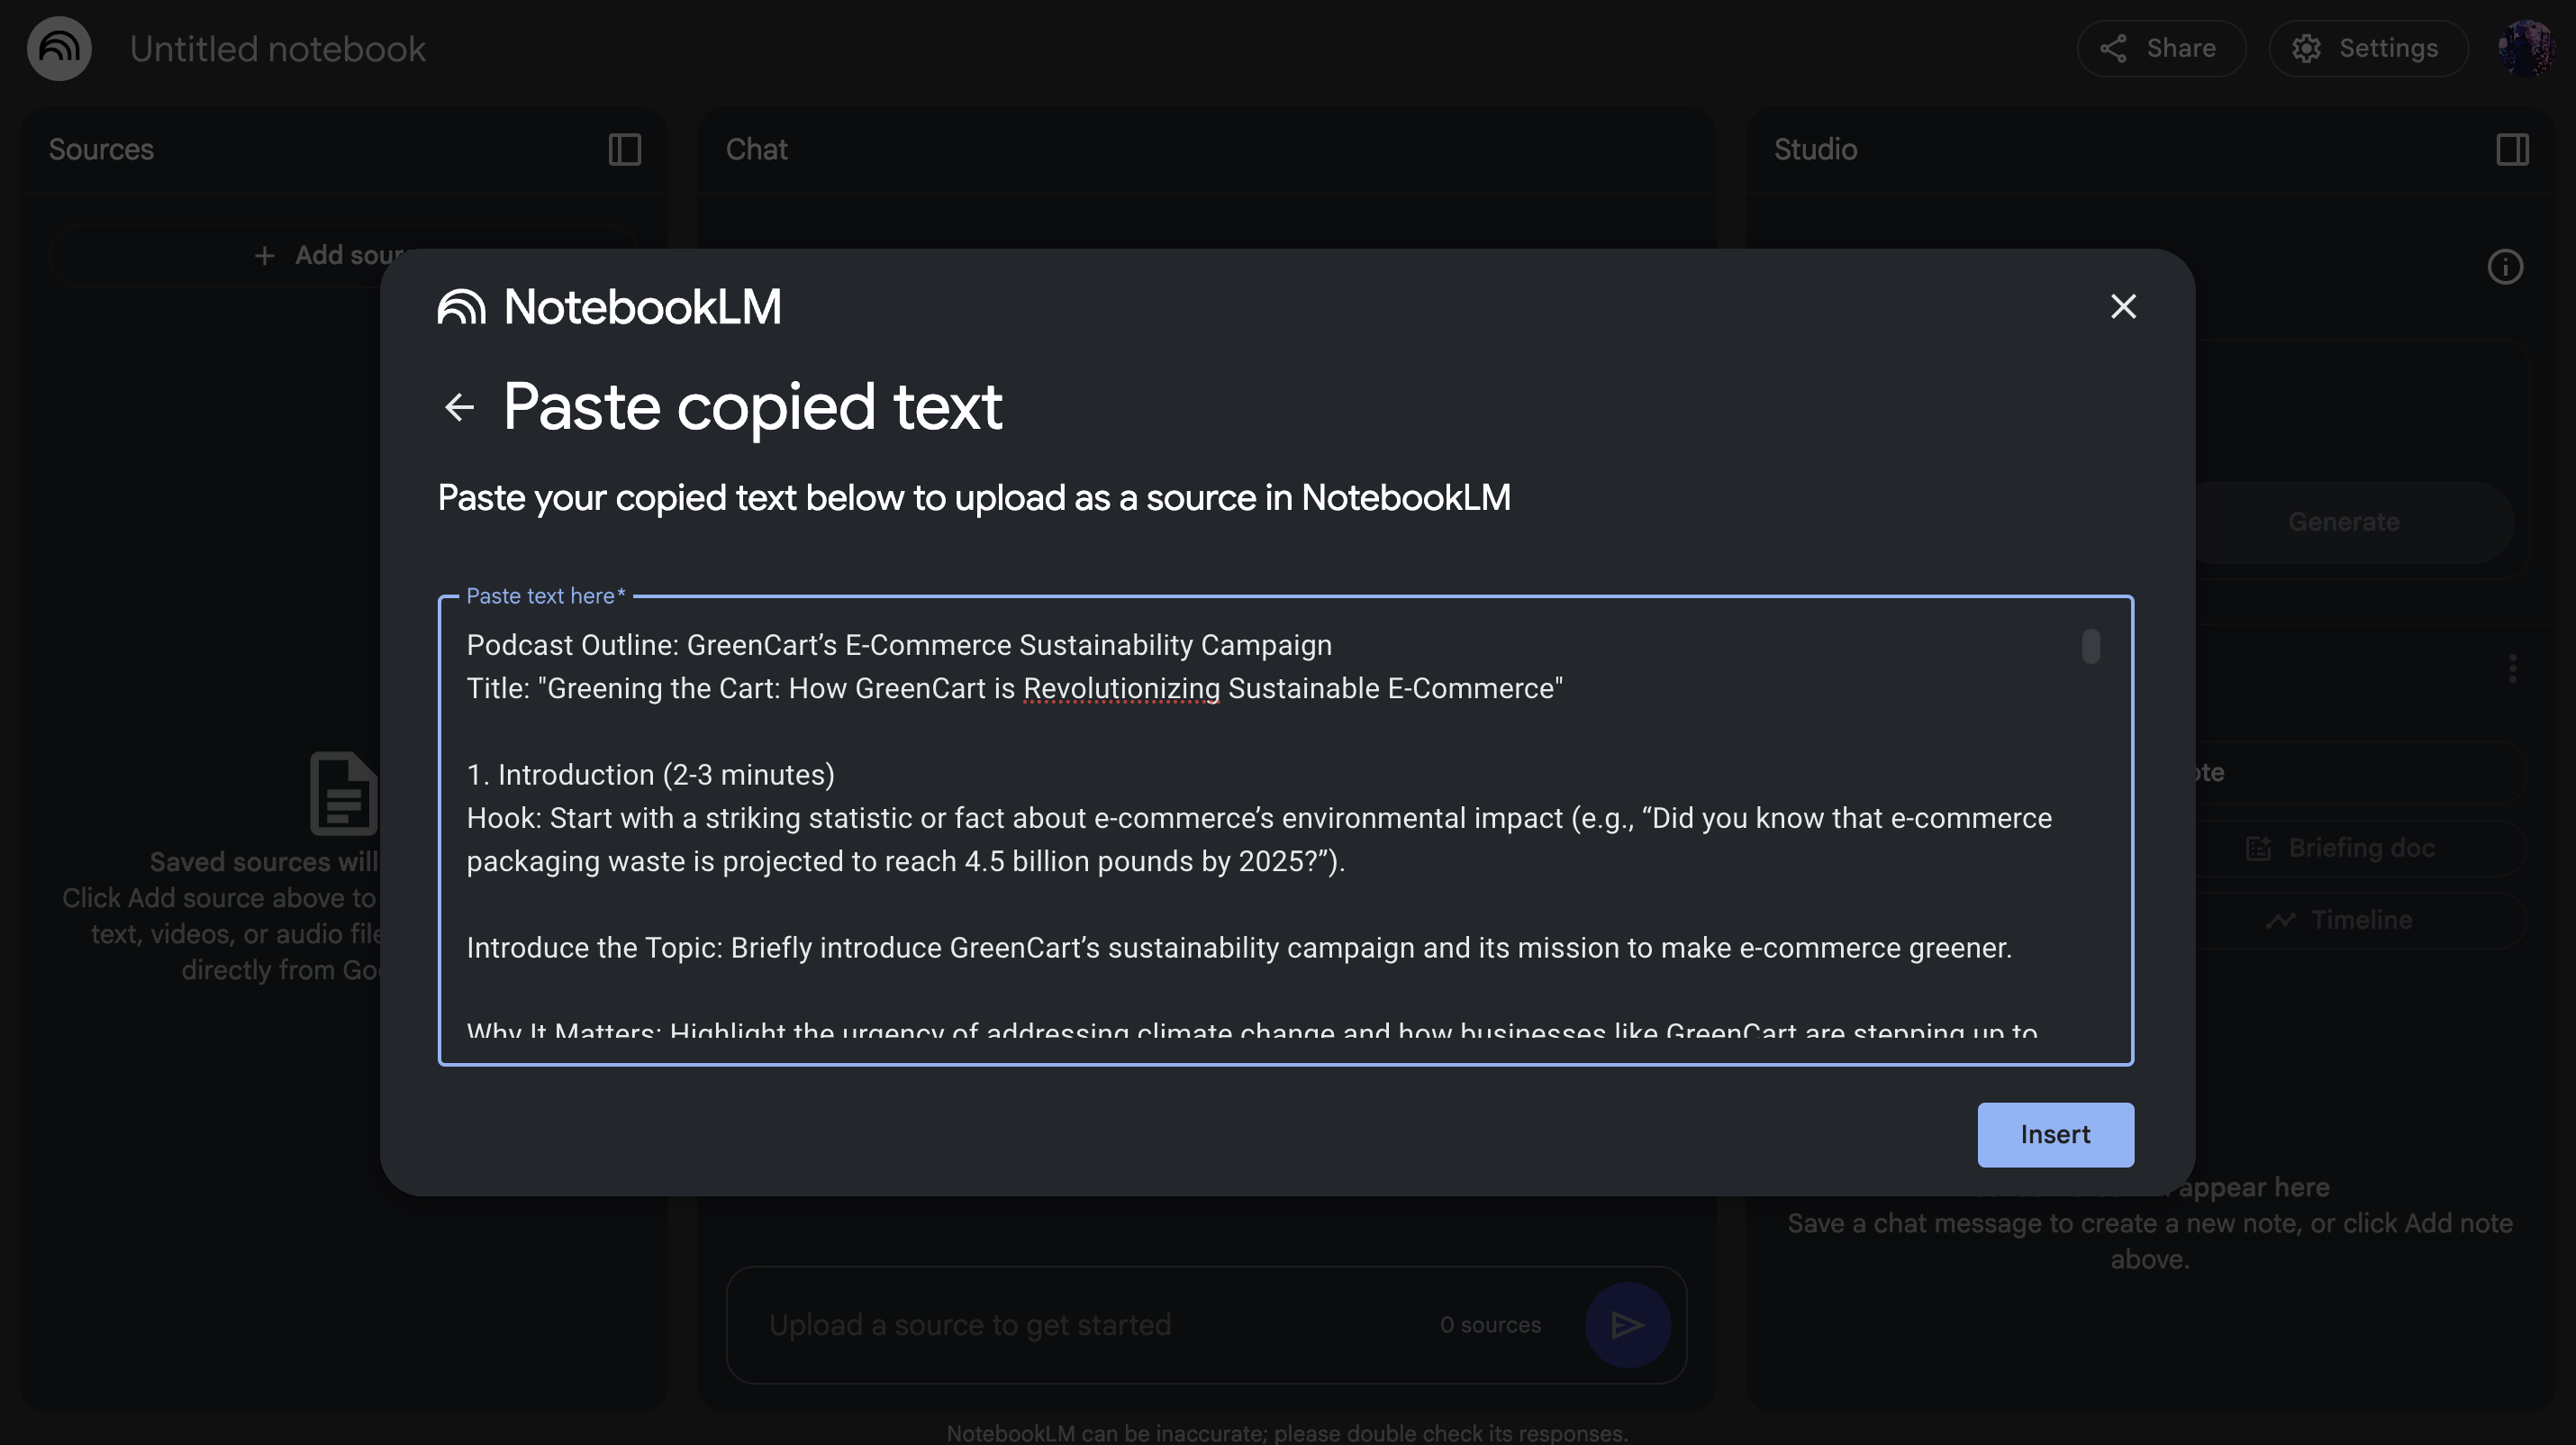 Untitled notebook
Share
Settings
Sources
Chat
Studio
Add
NotebookLM
Paste copied text
Paste your copied text below to upload as a source in NotebookLM
Generate
Paste text here*
Podcast Outline: GreenCart’s E-Commerce Sustainability Campaign
Title: "Greening the Cart: How GreenCart is Revolutionizing Sustainable E-Commerce"
1. Introduction (2-3 minutes)
Hook: Start with a striking statistic or fact about e-commerce’s environmental impact (e.g., “Did you know that e-commerce
packaging waste is projected to reach 4.5 billion pounds by 2025?”).
Introduce the Topic: Briefly introduce GreenCart’s sustainability campaign and its mission to make e-commerce greener.
Why It Matters: Highlight the urgency of addressing climate change and how businesses like GreenCart are stepping up to
Saved sources will
Click Add source above to
text, videos, or audio
directly from
Briefing doc
Timeline
Insert
appear here
Save a chat message to create a new note, or click Add note
above.
Upload a source to get started
0 sources
NotebookLM can be inaccurate; please double check its responses.